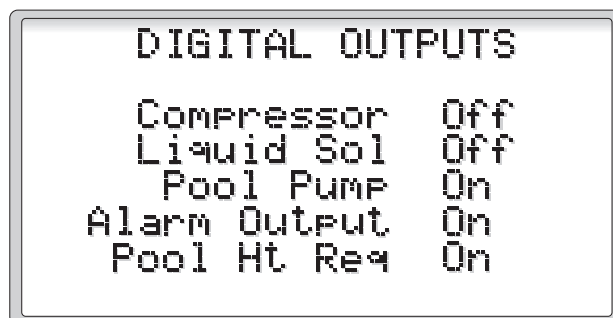 DIGITAL OUTPUTS
Compressor Off
Liquid Sol Off
Pool Pump On
Alarm Output On
Pool Ht Req On